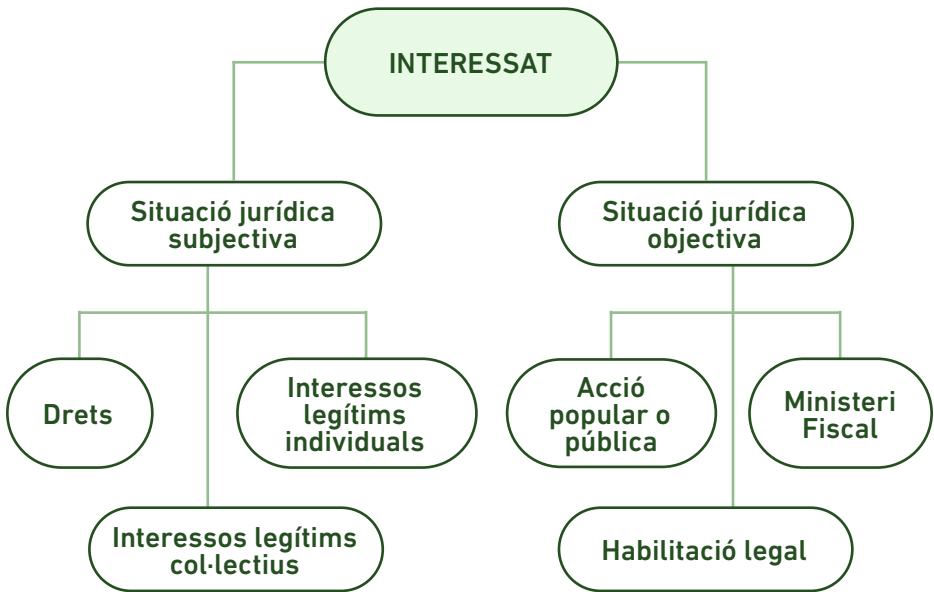 INTERESSAT
Situació jurídica
subjectiva
Situació jurídica
objectiva
Drets
Interessos
legítims
individuals
Acció
popular o
pública
Ministeri
Fiscal
Interessos legítims
col·lectius
Habilitació legal